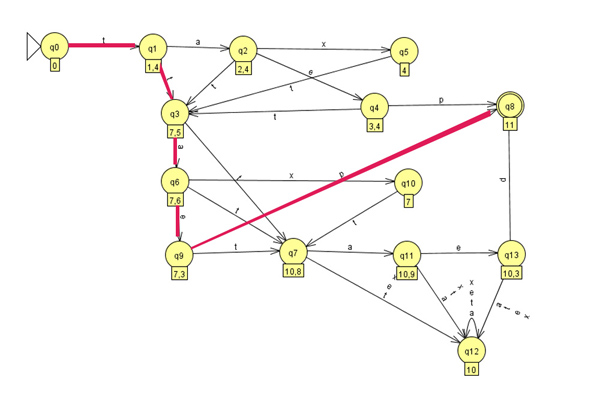 q0
t
q1
a
q2
x
q5
0
1,4
2,4
4
t
t
e
t
q3
t
q4
p
q8
7,5
3,4
11
a
t
q6
x
q10
p
p
7,6
7
e
t
t
q9
t
q7
a
q11
e
q13
7,3
10,8
10,9
10,3
t e x
a t x
x
e
t
a
a t e x
q12
10